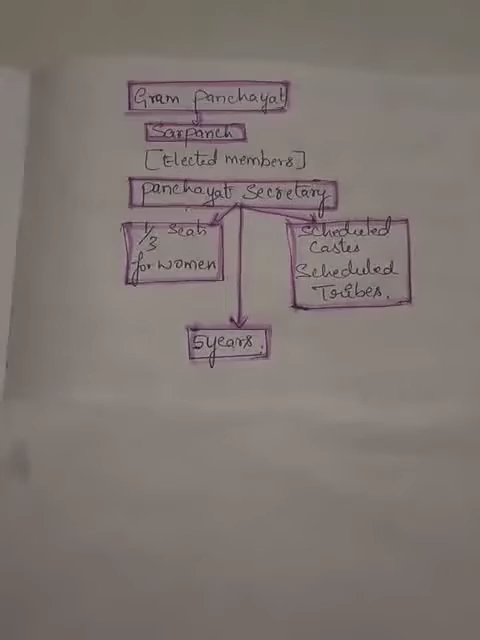 Gram panchayat
Sarpanch
[Elected members]
panchayat Secretary
1/3 seats
for women
Scheduled
Castes
Scheduled
Tribes.
5years.